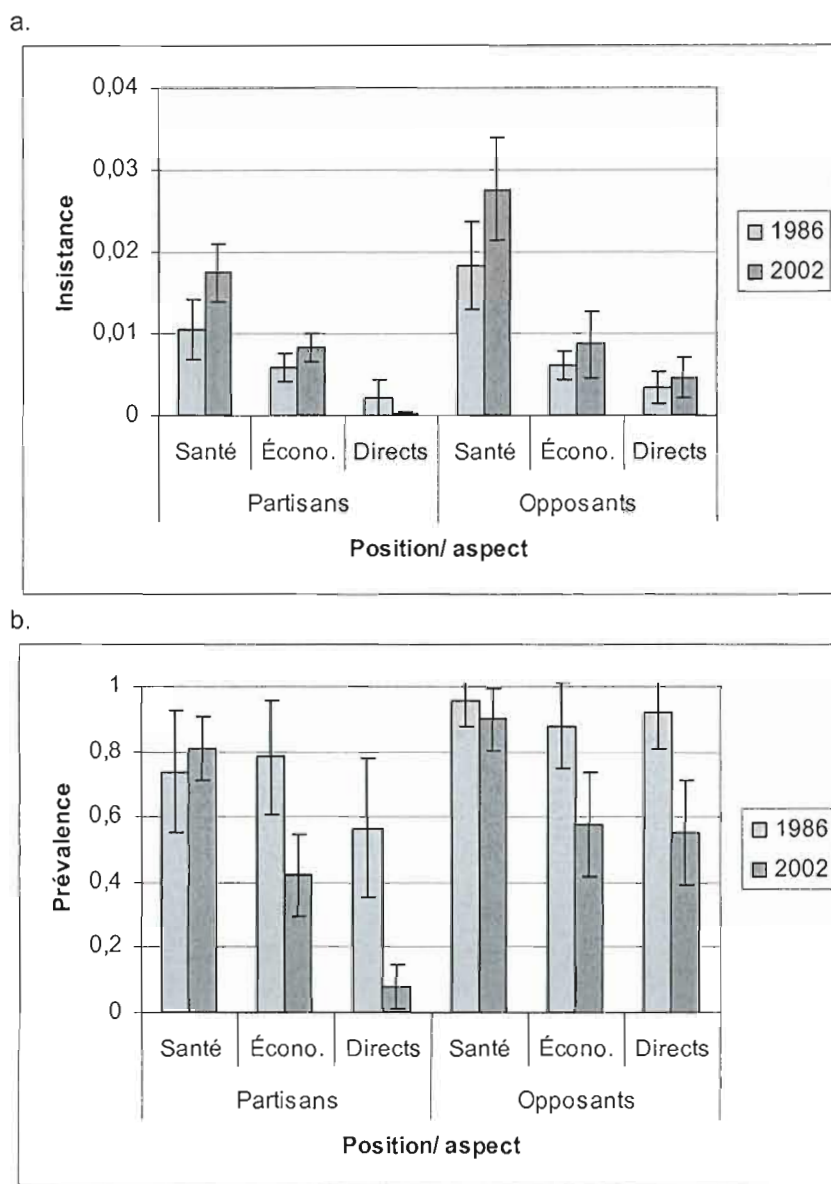 a.
0,04
0,03
0,02
0,01
0
Insistance
Santé Écono. Directs Santé Écono. Directs
Partisans Opposants
Position/ aspect
1986
2002
b.
1
0,8
0,6
0,4
0,2
0
Prévalence
Santé Écono. Directs Santé Écono. Directs
Partisans Opposants
Position/ aspect
1986
2002